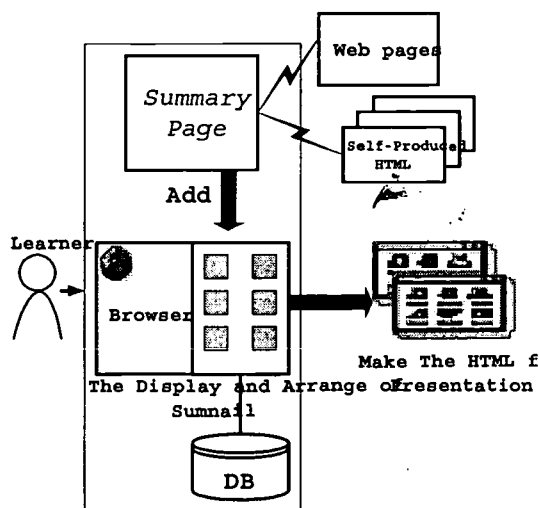 Web pages
Summary
Page
Self-Produced
HTML
Add
Learner
Browser
Make The HTML f
Presentation
The Display and Arrange of
Sumnail
DB